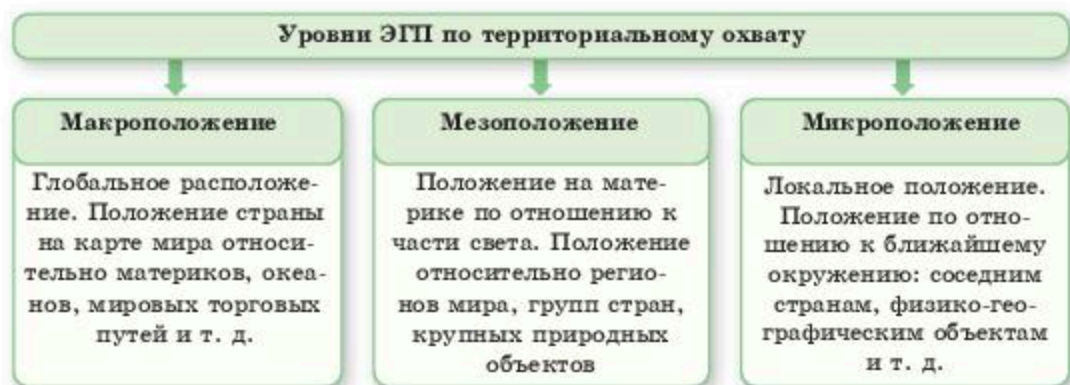 Уровни ЭГП по территориальному охвату
Макроположение
Глобальное расположе-
ние. Положение страны
на карте мира относи-
тельно материков, океа-
нов, мировых торговых
путей и т. д.
Мезоположение
Положение на мате-
рике по отношению к
части света. Положение
относительно регио-
нов мира, групп стран,
крупных природных
объектов
Микроположение
Локальное положение.
Положение по отно-
шению к ближайшему
окружению: соседним
странам, физико-гео-
графическим объектам
и т. д.